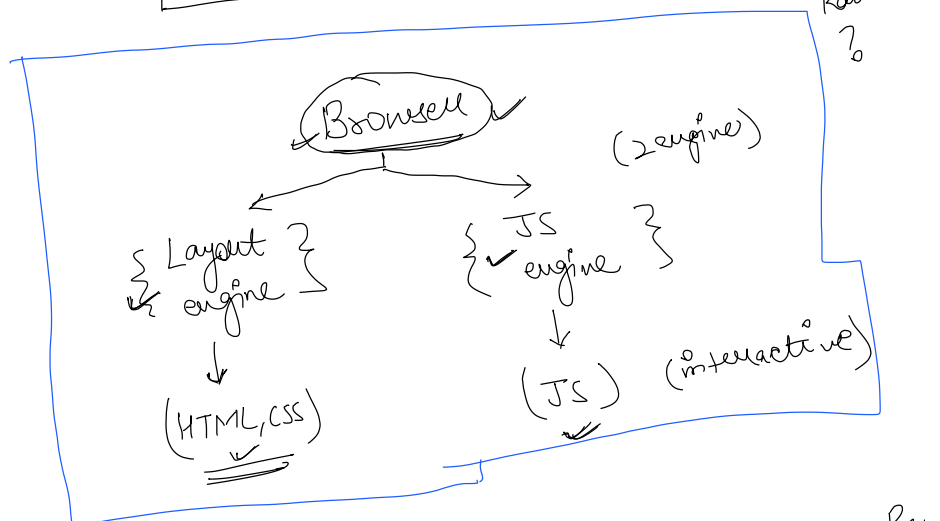 ?
Browser
(2 engine)
{ Layout } { JS }
engine engine
(HTML, CSS) (JS) (interactive)